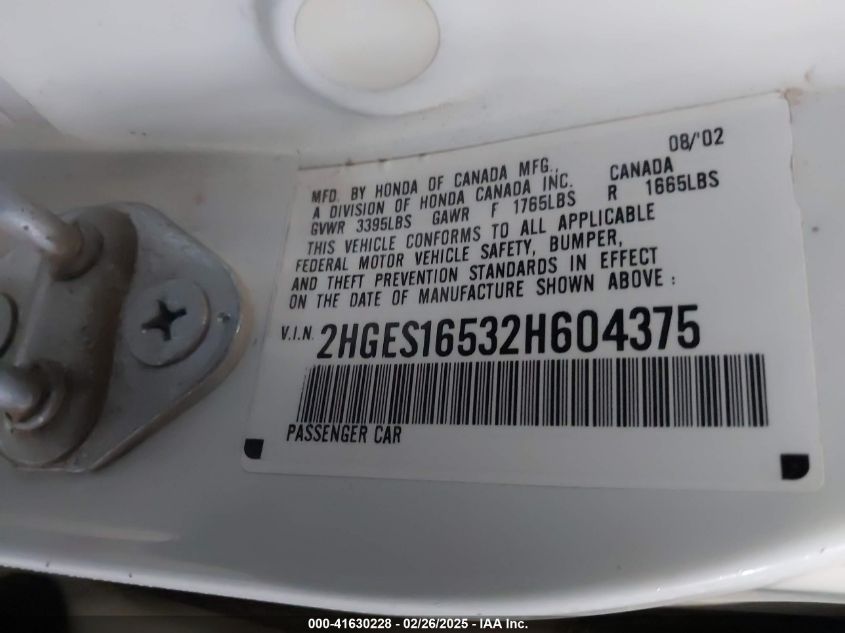 08/'02
MFD. BY HONDA OF CANADA MFG., CANADA
A DIVISION OF HONDA CANADA INC.
GVWR 3395LBS GAWR F 1765LBS R 1665LBS
THIS VEHICLE CONFORMS TO ALL APPLICABLE
FEDERAL MOTOR VEHICLE SAFETY, BUMPER,
AND THEFT PREVENTION STANDARDS IN EFFECT
ON THE DATE OF MANUFACTURE SHOWN ABOVE :
V.I.N. 2HGES16532H604375
PASSENGER CAR
000-41630228 - 02/26/2025 - IAA Inc.